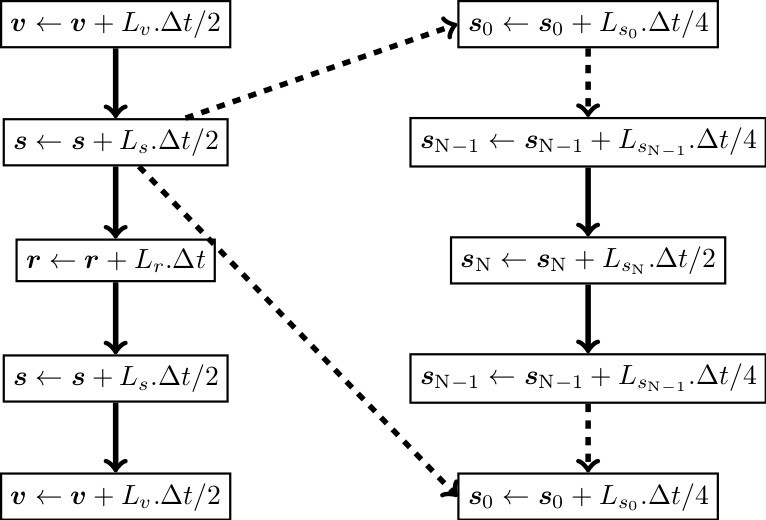 v ← v + L_v.Δt/2
s ← s + L_s.Δt/2
r ← r + L_r.Δt
s ← s + L_s.Δt/2
v ← v + L_v.Δt/2
s_0 ← s_0 + L_{s_0}.Δt/4
s_{N−1} ← s_{N−1} + L_{s_{N−1}}.Δt/4
s_N ← s_N + L_{s_N}.Δt/2
s_{N−1} ← s_{N−1} + L_{s_{N−1}}.Δt/4
s_0 ← s_0 + L_{s_0}.Δt/4